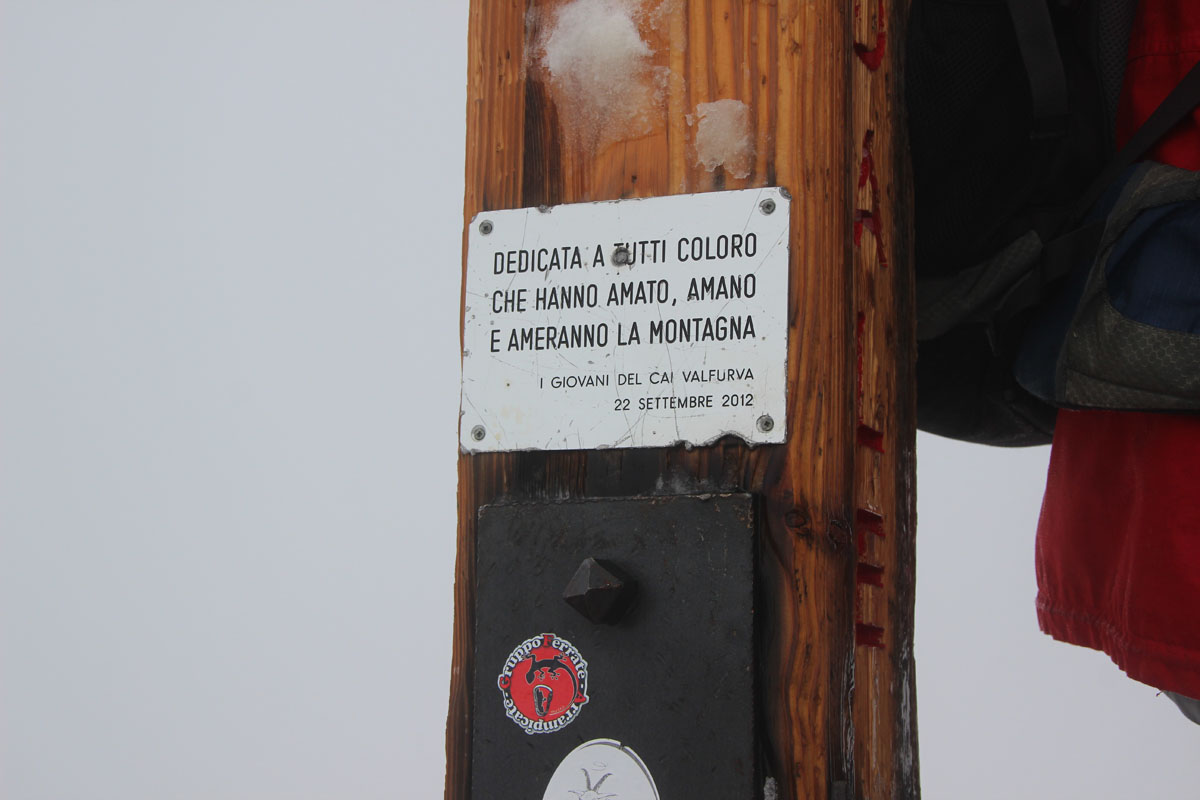 DEDICATA A TUTTI COLORO
CHE HANNO AMATO, AMANO
E AMERANNO LA MONTAGNA
I GIOVANI DEL CAI VALFURVA
22 SETTEMBRE 2012
Gruppo Ferrate - Arrampicate -